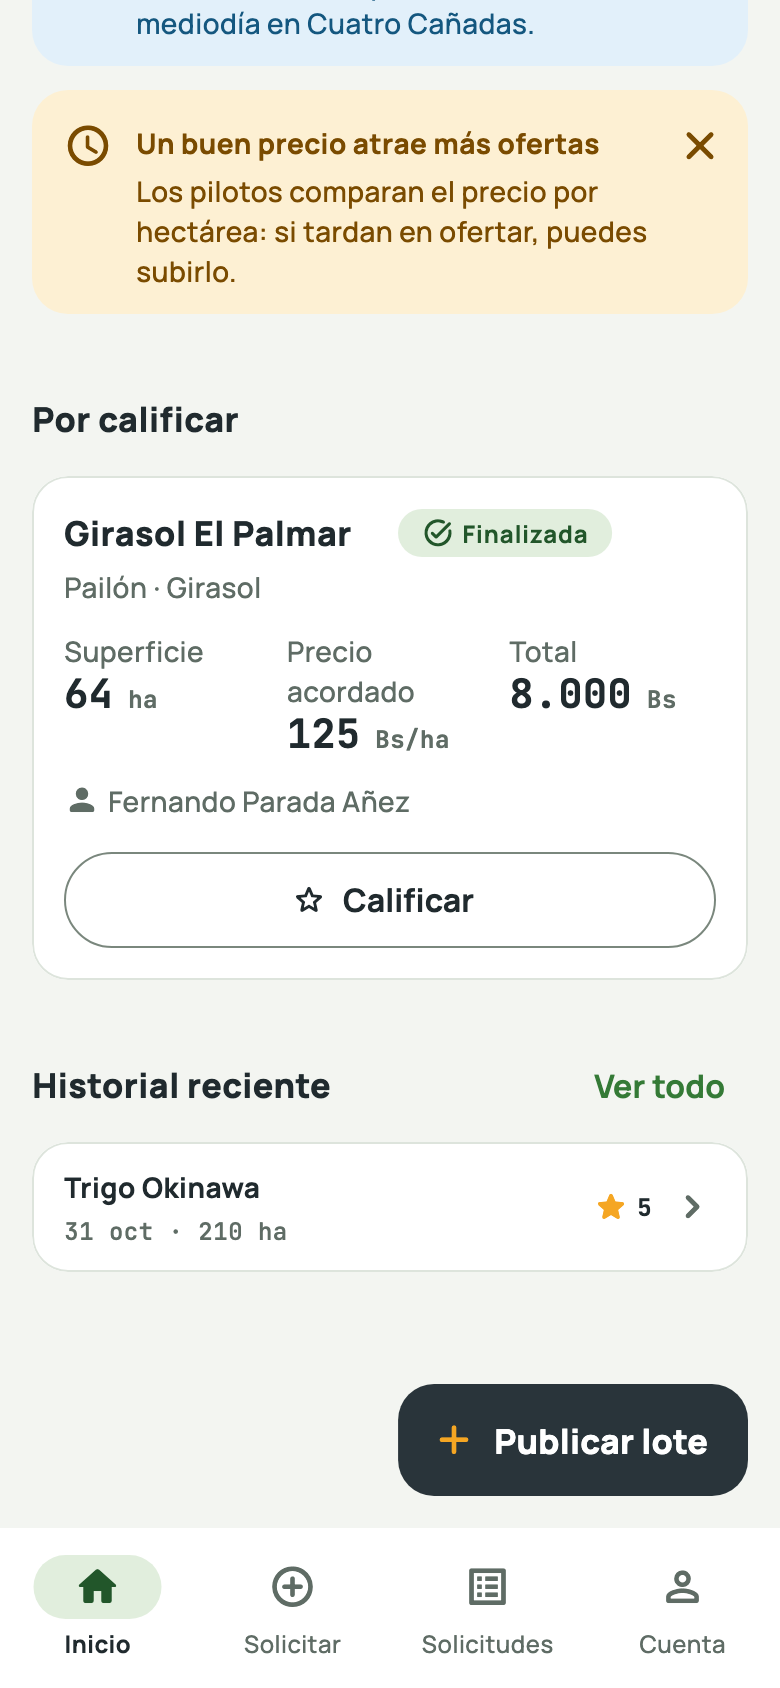 mediodía en Cuatro Cañadas.
Un buen precio atrae más ofertas
Los pilotos comparan el precio por
hectárea: si tardan en ofertar, puedes
subirlo.
Por calificar
Girasol El Palmar
Finalizada
Pailón · Girasol
Superficie
64 ha
Precio
acordado
125 Bs/ha
Total
8.000 Bs
Fernando Parada Añez
Calificar
Historial reciente
Ver todo
Trigo Okinawa
31 oct · 210 ha
5
Publicar lote
Inicio
Solicitar
Solicitudes
Cuenta